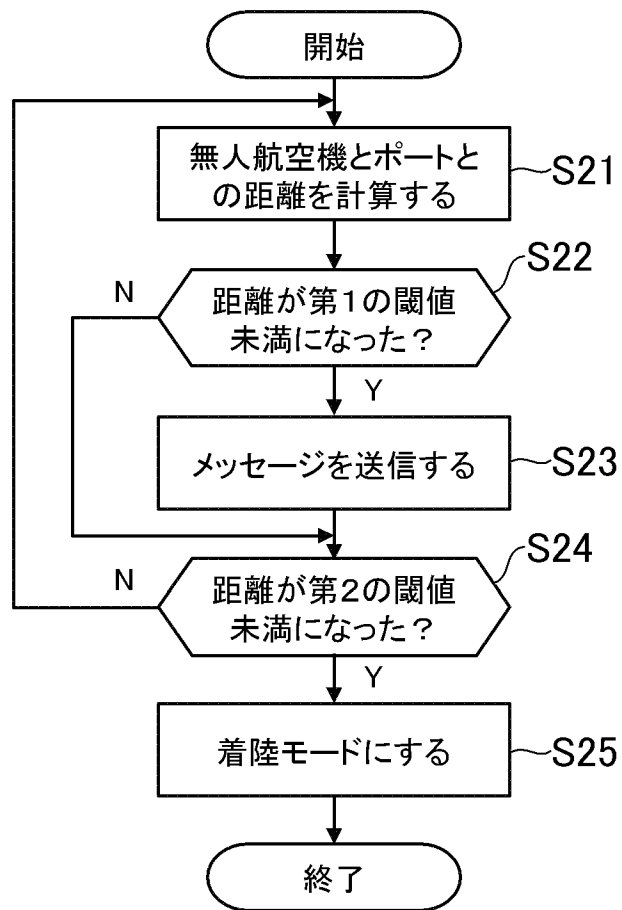 開始
無人航空機とポートと
の距離を計算する
S21
S22
N
距離が第1の閾値
未満になった？
Y
メッセージを送信する
S23
S24
N
距離が第2の閾値
未満になった？
Y
着陸モードにする
S25
終了